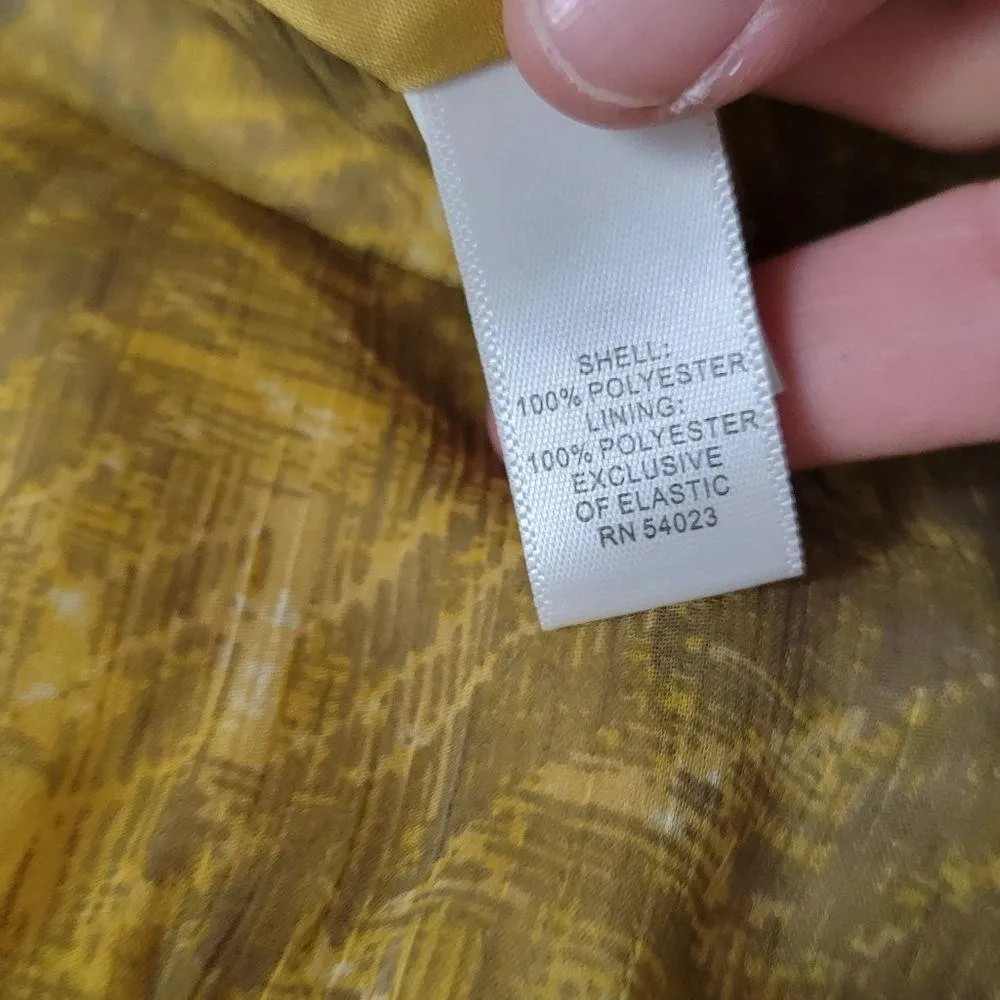 SHELL:
100% POLYESTER
LINING:
100% POLYESTER
EXCLUSIVE
OF ELASTIC
RN 54023